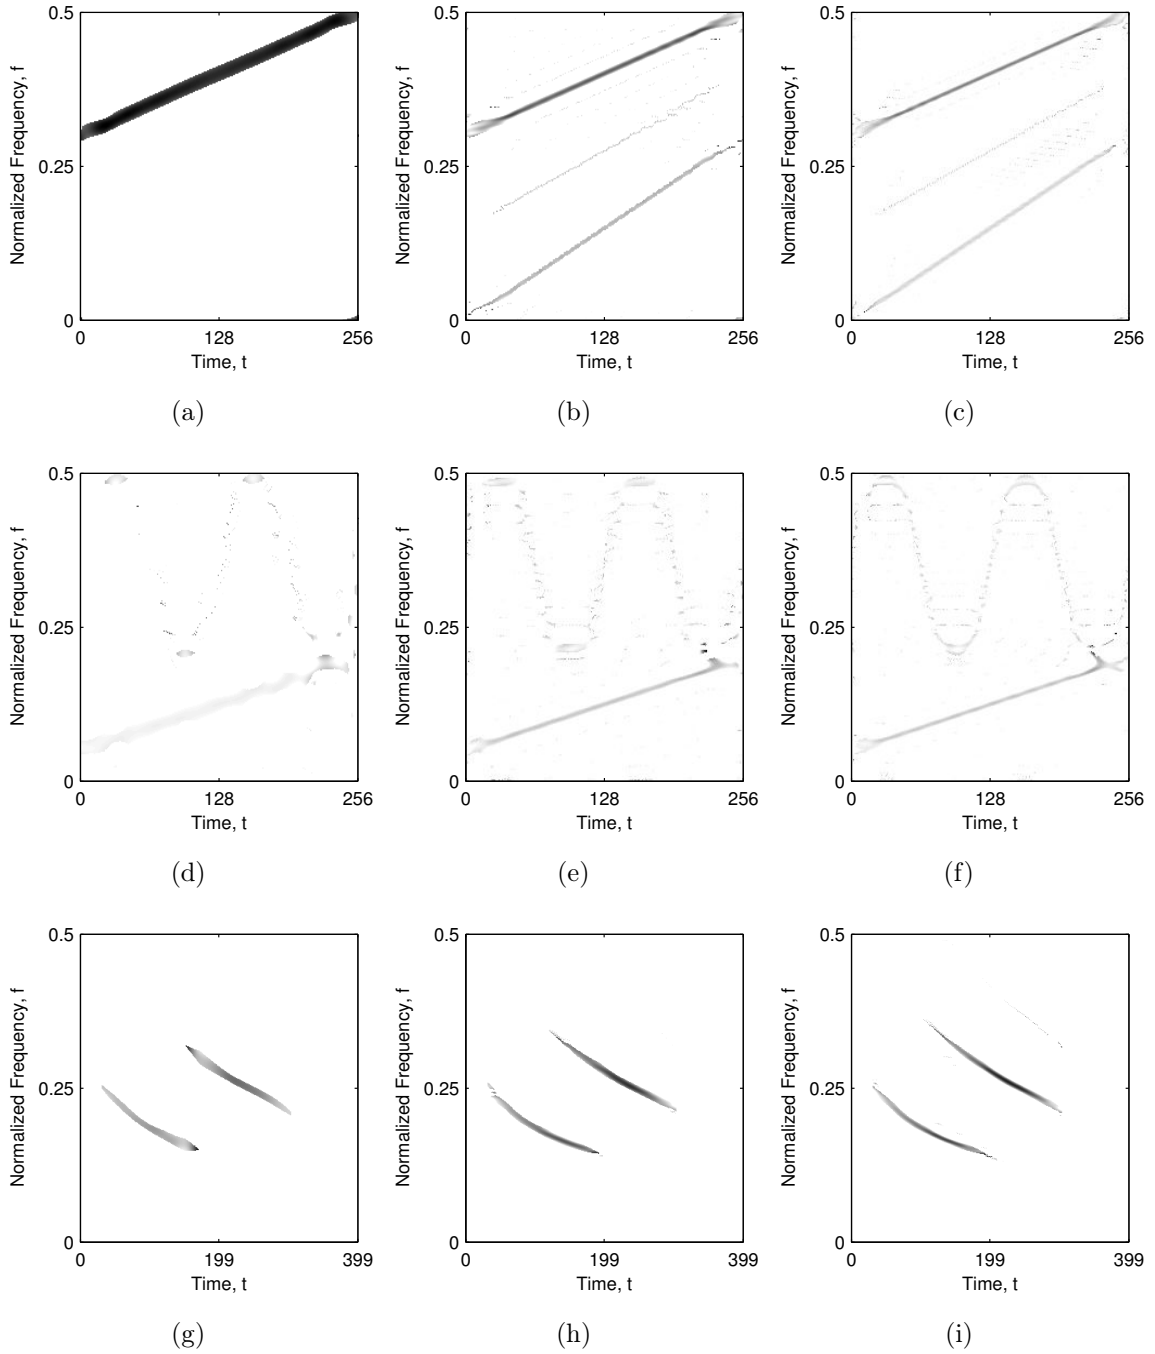 0.5 0.5 0.5
Normalized Frequency, f Normalized Frequency, f Normalized Frequency, f
0.25 0.25 0.25
0 0 0
0 128 256 0 128 256 0 128 256
Time, t Time, t Time, t
(a) (b) (c)
0.5 0.5 0.5
Normalized Frequency, f Normalized Frequency, f Normalized Frequency, f
0.25 0.25 0.25
0 0 0
0 128 256 0 128 256 0 128 256
Time, t Time, t Time, t
(d) (e) (f)
0.5 0.5 0.5
Normalized Frequency, f Normalized Frequency, f Normalized Frequency, f
0.25 0.25 0.25
0 0 0
0 199 399 0 199 399 0 199 399
Time, t Time, t Time, t
(g) (h) (i)